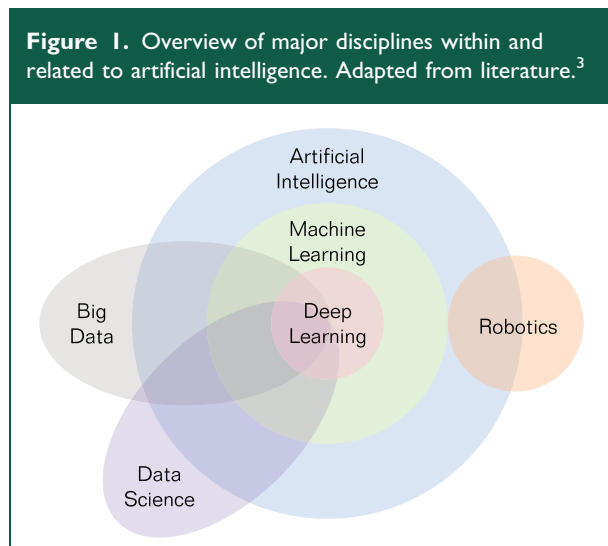 Figure 1. Overview of major disciplines within and
related to artificial intelligence. Adapted from literature.³
Artificial
Intelligence
Machine
Learning
Big
Data
Deep
Learning
Robotics
Data
Science